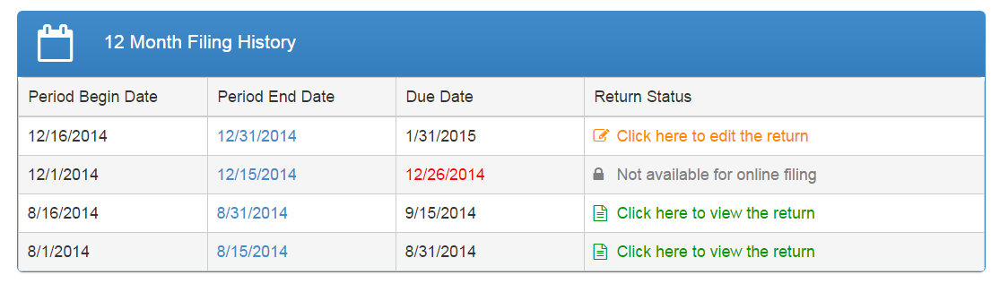 12 Month Filing History
Period Begin Date Period End Date Due Date Return Status
12/16/2014 12/31/2014 1/31/2015 Click here to edit the return
12/1/2014 12/15/2014 12/26/2014 Not available for online filing
8/16/2014 8/31/2014 9/15/2014 Click here to view the return
8/1/2014 8/15/2014 8/31/2014 Click here to view the return